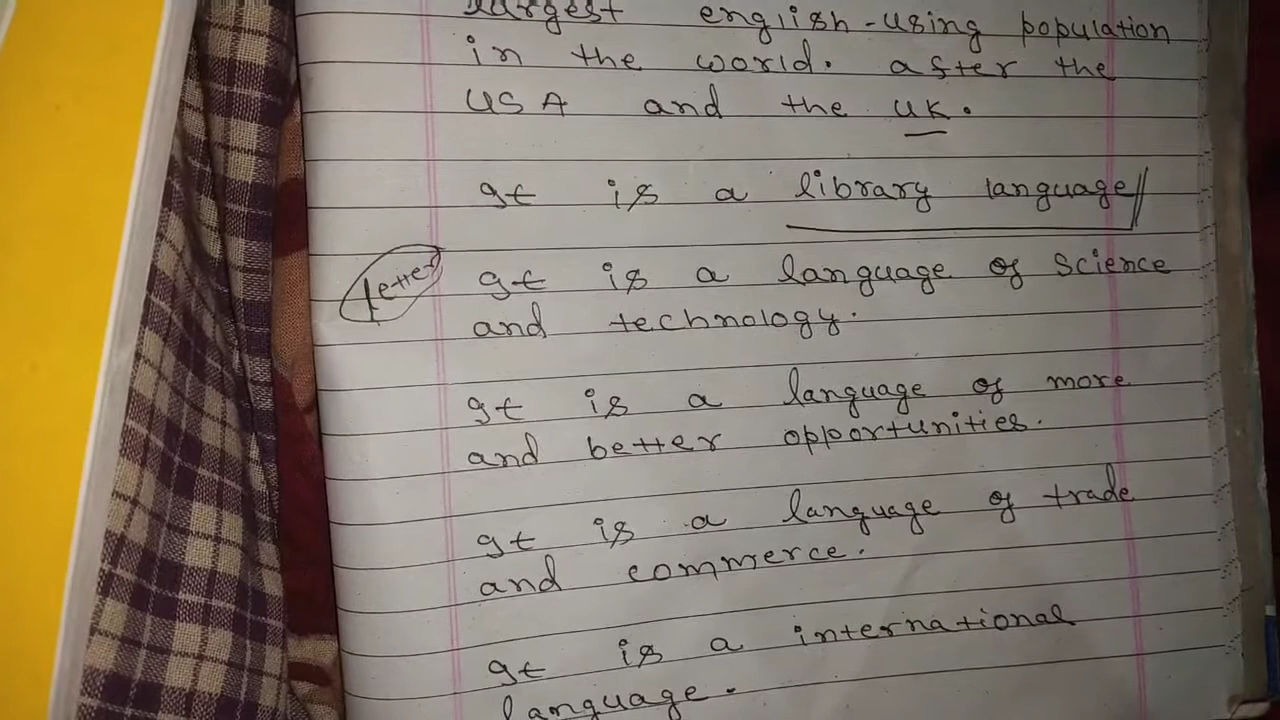 largest english-using population
in the world. after the
USA and the UK.
It is a library language
letter
It is a language of science
and technology.
It is a language of more
and better opportunities.
It is a language of trade
and commerce.
It is a international
language.